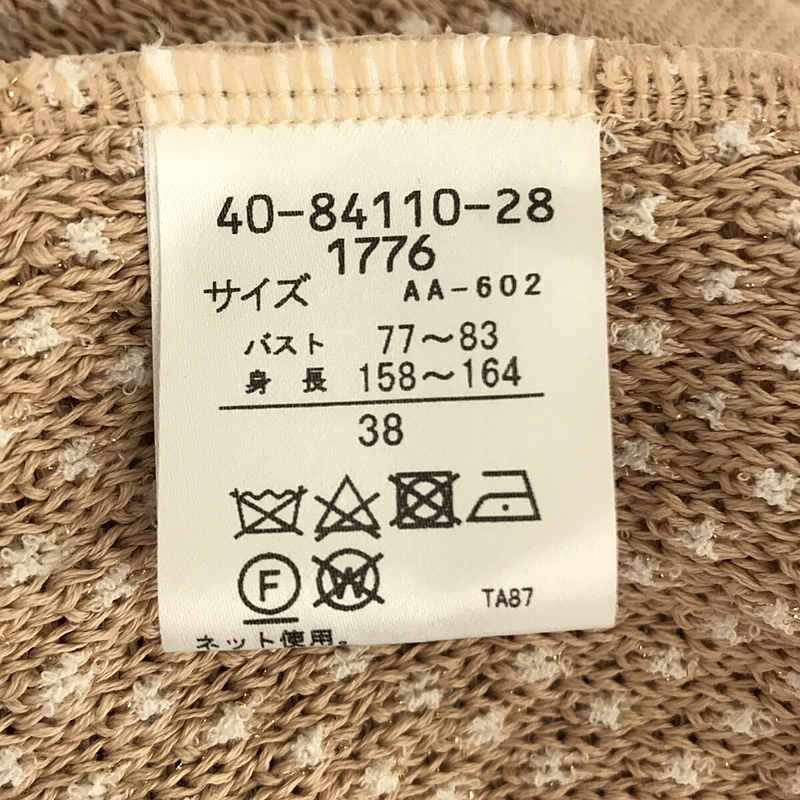 40-84110-28
1776
サイズ AA-602
バスト 77～83
身長 158～164
38
F W
TA87
ネット使用。